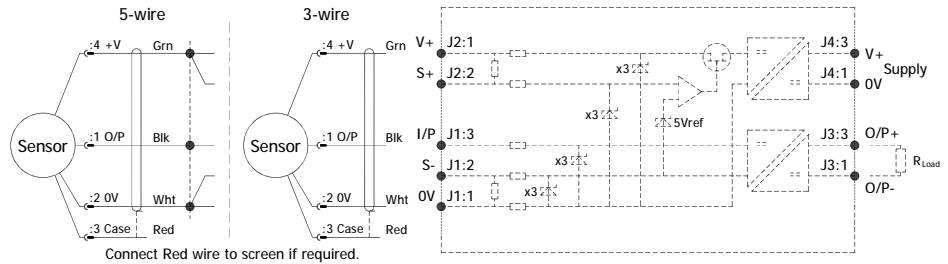 5-wire
:4 +V Grn
Sensor
:1 O/P Blk
:2 0V Wht
:3 Case Red
3-wire
:4 +V Grn
Sensor
:1 O/P Blk
:2 0V Wht
:3 Case Red
Connect Red wire to screen if required.
V+ J2:1
S+ J2:2
I/P J1:3
S- J1:2
0V J1:1
x3
x3
x3
x3
5Vref
J4:3 V+
Supply
J4:1 0V
J3:3 O/P+
RLoad
J3:1 O/P-